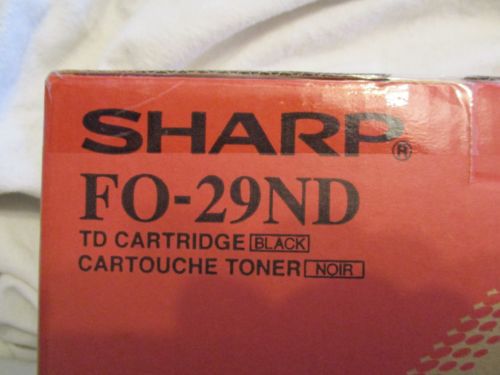 SHARP®
FO-29ND
TD CARTRIDGE BLACK
CARTOUCHE TONER NOIR